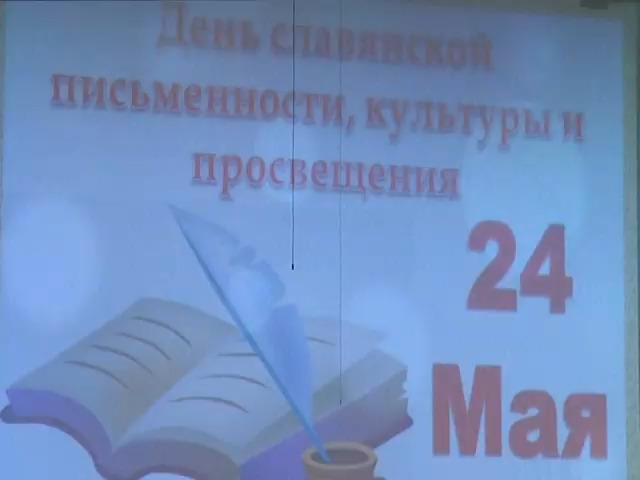 День славянской
письменности, культуры и
просвещения
24
Мая